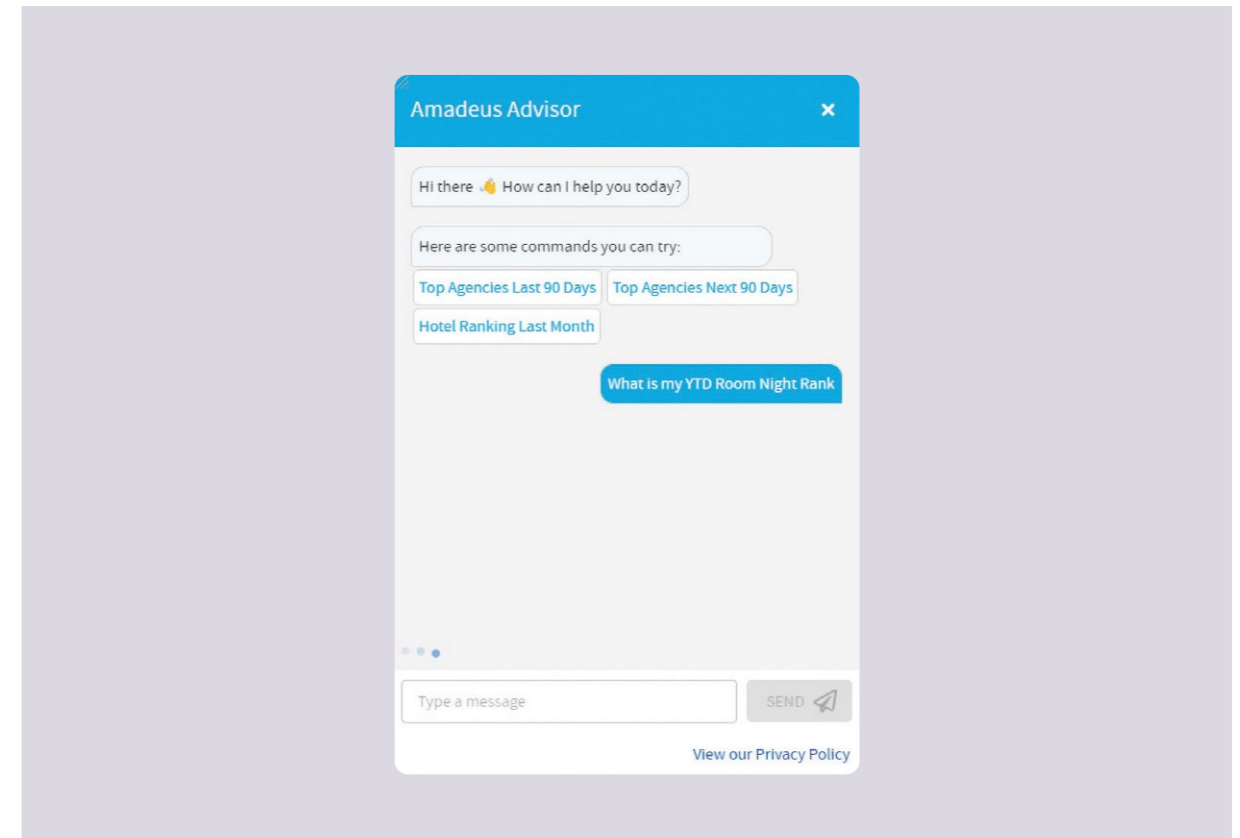 Amadeus Advisor
Hi there 👋 How can I help you today?
Here are some commands you can try:
Top Agencies Last 90 Days
Top Agencies Next 90 Days
Hotel Ranking Last Month
What is my YTD Room Night Rank
Type a message
SEND
View our Privacy Policy